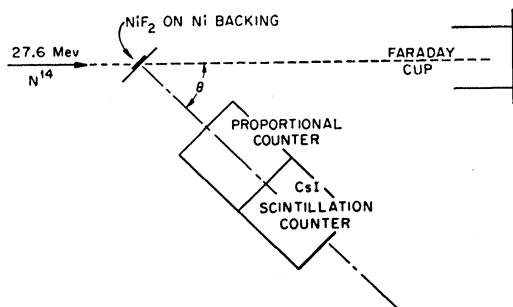 NiF₂ ON Ni BACKING
27.6 Mev
N¹⁴
θ
FARADAY
CUP
PROPORTIONAL
COUNTER
CsI
SCINTILLATION
COUNTER